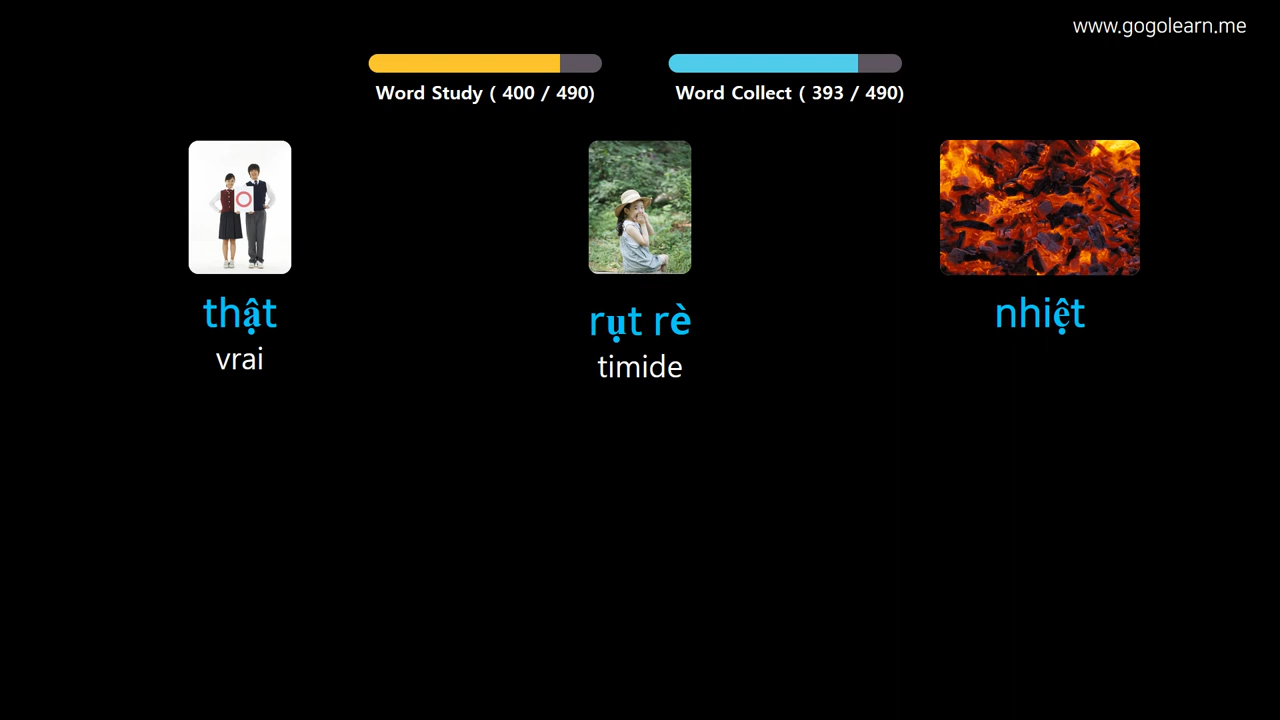 www.gogolearn.me
Word Study ( 400 / 490)
Word Collect ( 393 / 490)
thật
vrai
rụt rè
timide
nhiệt